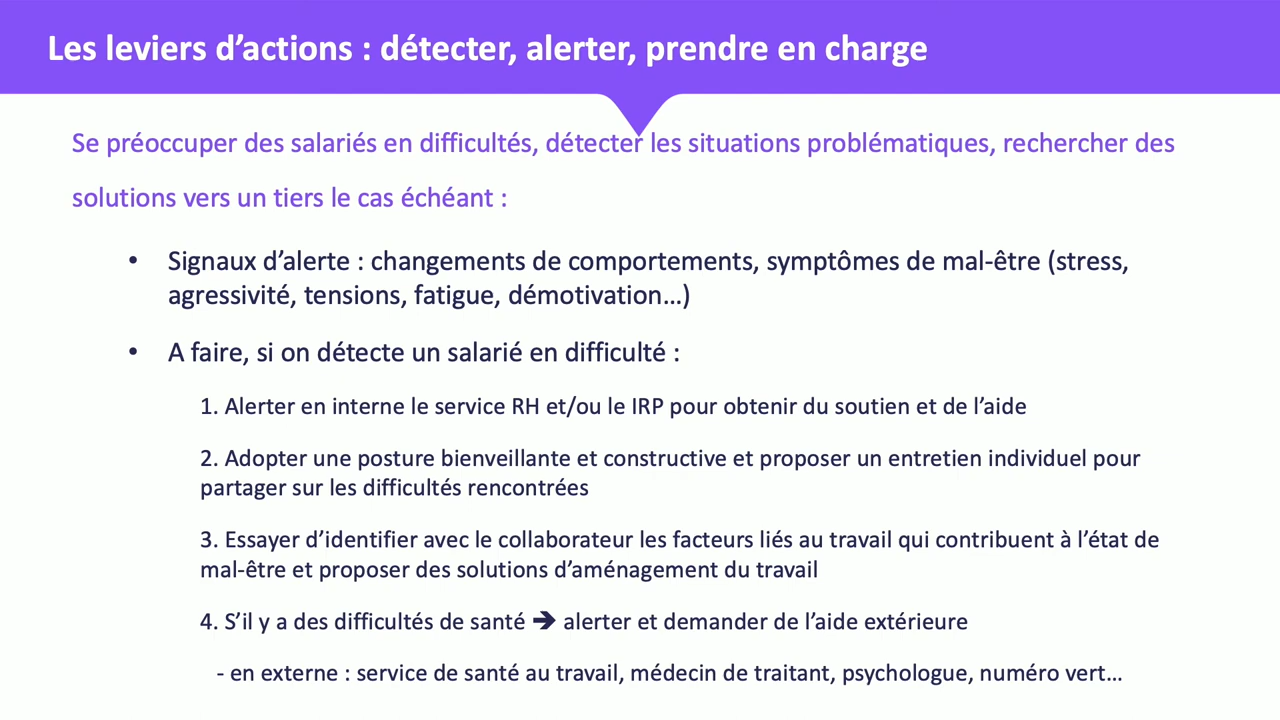 Les leviers d’actions : détecter, alerter, prendre en charge
Se préoccuper des salariés en difficultés, détecter les situations problématiques, rechercher des
solutions vers un tiers le cas échéant :
• Signaux d’alerte : changements de comportements, symptômes de mal-être (stress,
agressivité, tensions, fatigue, démotivation…)
• A faire, si on détecte un salarié en difficulté :
1. Alerter en interne le service RH et/ou le IRP pour obtenir du soutien et de l’aide
2. Adopter une posture bienveillante et constructive et proposer un entretien individuel pour
partager sur les difficultés rencontrées
3. Essayer d’identifier avec le collaborateur les facteurs liés au travail qui contribuent à l’état de
mal-être et proposer des solutions d’aménagement du travail
4. S’il y a des difficultés de santé ➔ alerter et demander de l’aide extérieure
- en externe : service de santé au travail, médecin de traitant, psychologue, numéro vert…